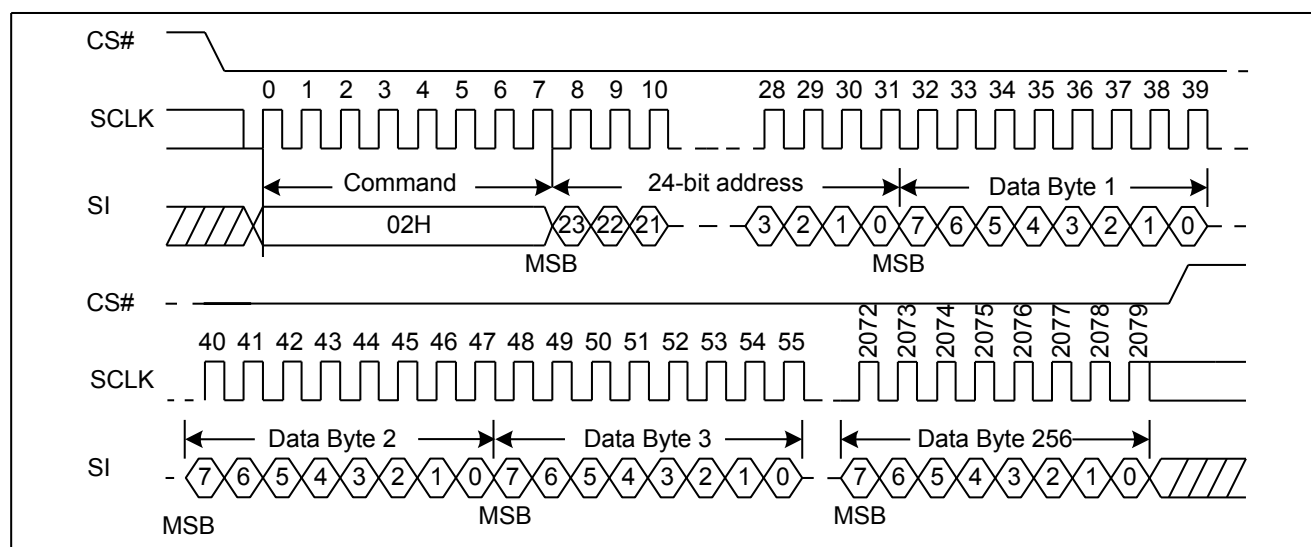 CS#
0 1 2 3 4 5 6 7 8 9 10 28 29 30 31 32 33 34 35 36 37 38 39
SCLK
Command 24-bit address Data Byte 1
SI
02H 23 22 21 3 2 1 0 7 6 5 4 3 2 1 0
MSB MSB
CS#
40 41 42 43 44 45 46 47 48 49 50 51 52 53 54 55 2072 2073 2074 2075 2076 2077 2078 2079
SCLK
Data Byte 2 Data Byte 3 Data Byte 256
SI
7 6 5 4 3 2 1 0 7 6 5 4 3 2 1 0 7 6 5 4 3 2 1 0
MSB MSB MSB